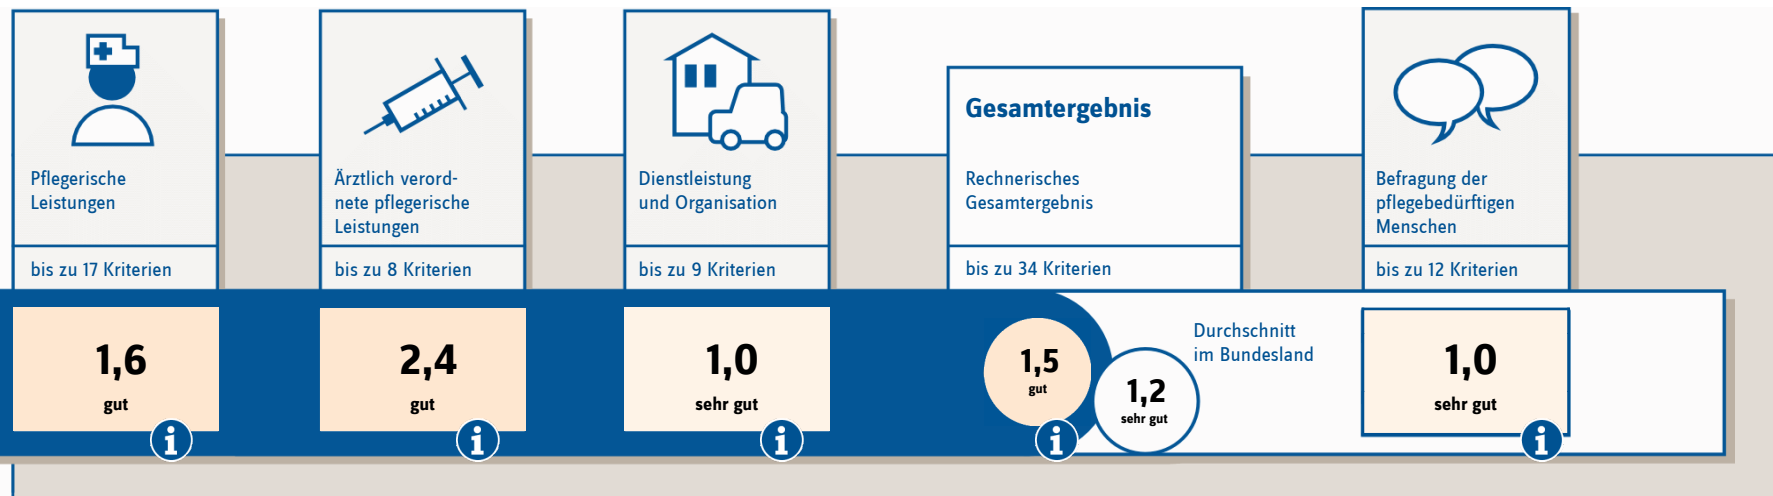 Pflegerische
Leistungen
bis zu 17 Kriterien
1,6
gut
i
Ärztlich verord-
nete pflegerische
Leistungen
bis zu 8 Kriterien
2,4
gut
i
Dienstleistung
und Organisation
bis zu 9 Kriterien
1,0
sehr gut
i
Gesamtergebnis
Rechnerisches
Gesamtergebnis
bis zu 34 Kriterien
1,5
gut
i
1,2
sehr gut
Durchschnitt
im Bundesland
Befragung der
pflegebedürftigen
Menschen
bis zu 12 Kriterien
1,0
sehr gut
i